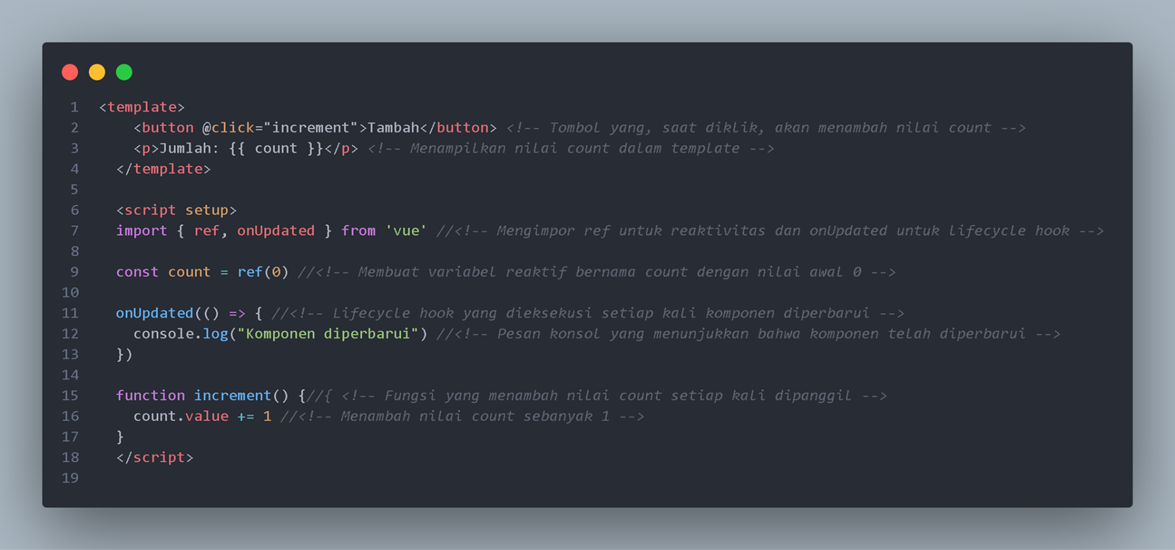 1 <template>
2 <button @click="increment">Tambah</button> <!-- Tombol yang, saat diklik, akan menambah nilai count -->
3 <p>Jumlah: {{ count }}</p> <!-- Menampilkan nilai count dalam template -->
4 </template>
5
6 <script setup>
7 import { ref, onUpdated } from 'vue' //<!-- Mengimpor ref untuk reaktivitas dan onUpdated untuk lifecycle hook -->
8
9 const count = ref(0) //<!-- Membuat variabel reaktif bernama count dengan nilai awal 0 -->
10
11 onUpdated(() => { //<!-- Lifecycle hook yang dieksekusi setiap kali komponen diperbarui -->
12 console.log("Komponen diperbarui") //<!-- Pesan konsol yang menunjukkan bahwa komponen telah diperbarui -->
13 })
14
15 function increment() {//{ <!-- Fungsi yang menambah nilai count setiap kali dipanggil -->
16 count.value += 1 //<!-- Menambah nilai count sebanyak 1 -->
17 }
18 </script>
19